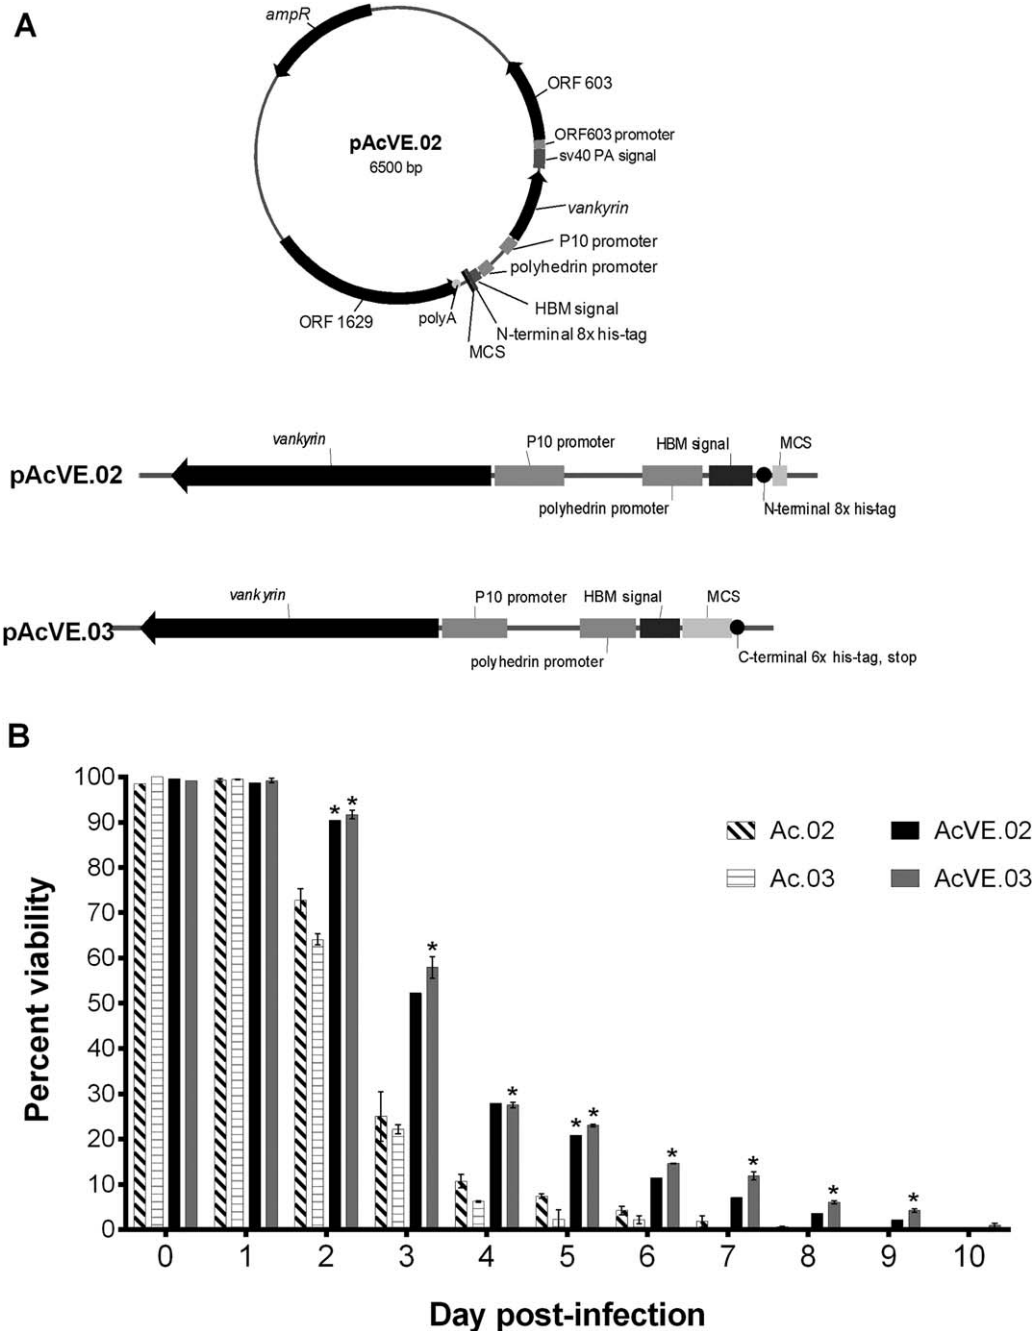 A
ampR
ORF 603
pAcVE.02
6500 bp
ORF603 promoter
sv40 PA signal
vankyrin
P10 promoter
polyhedrin promoter
HBM signal
polyA
ORF 1629
N-terminal 8x his-tag
MCS
vankyrin
P10 promoter
HBM signal
MCS
pAcVE.02
polyhedrin promoter
N-terminal 8x his-tag
vankyrin
P10 promoter
HBM signal
MCS
pAcVE.03
polyhedrin promoter
C-terminal 6x his-tag, stop
B
Percent viability
100
90
80
70
60
50
40
30
20
10
0
* *
*
*
* *
*
*
*
*
Ac.02
AcVE.02
Ac.03
AcVE.03
0 1 2 3 4 5 6 7 8 9 10
Day post-infection